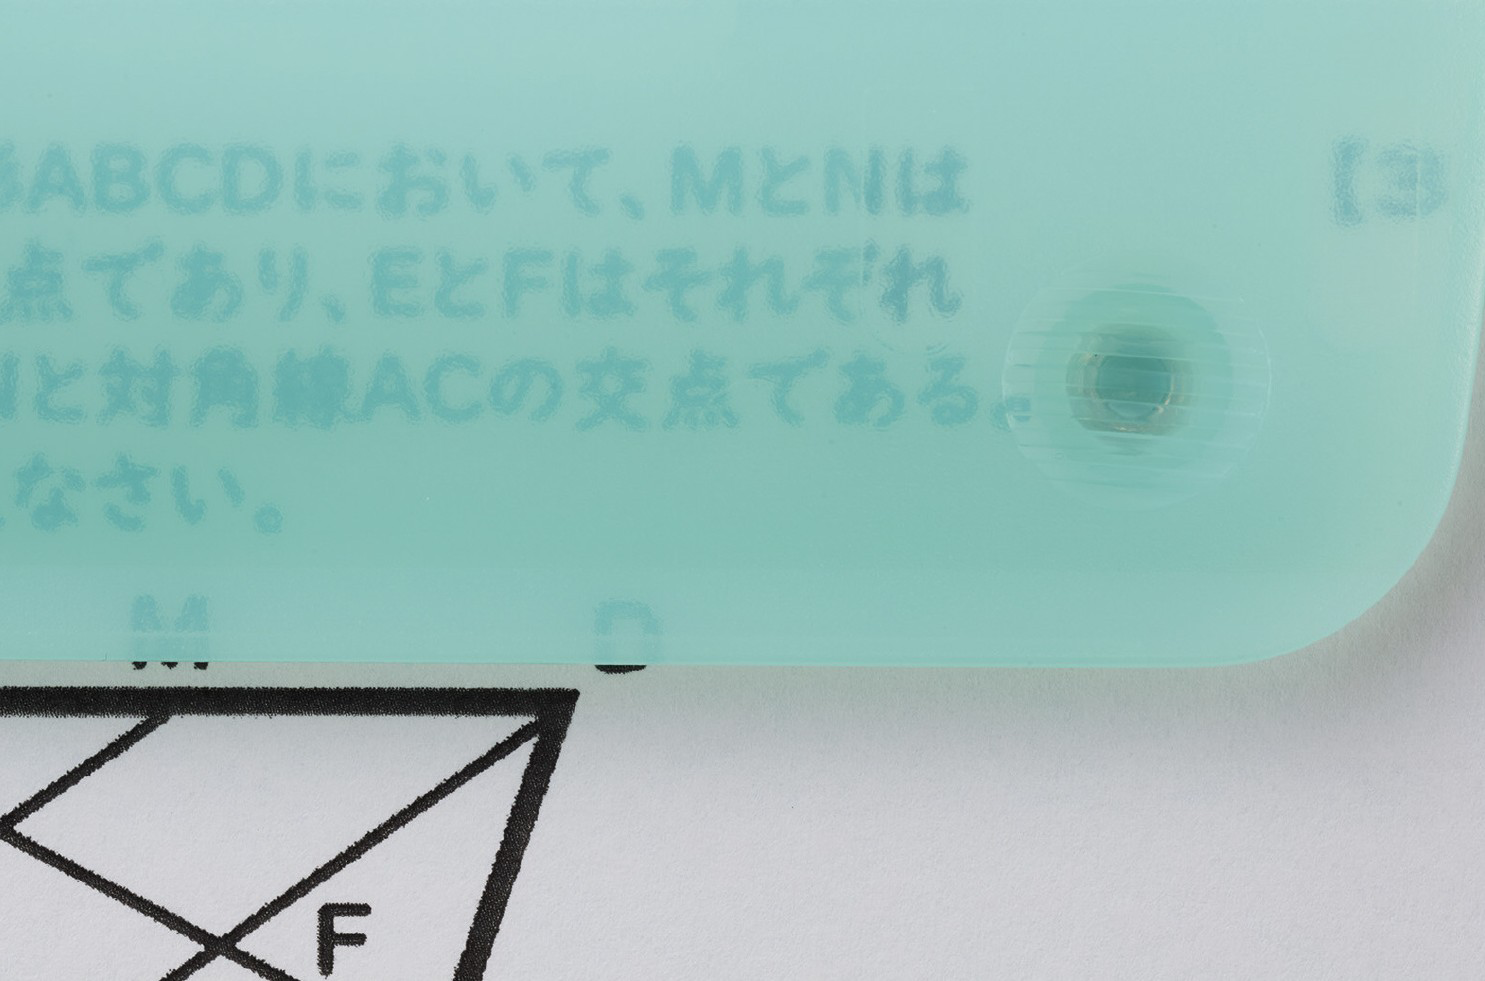 ABCDにおいて、MとNは
点であり、EとFはそれぞれ
と対角線ACの交点である。
なさい。
M D
F